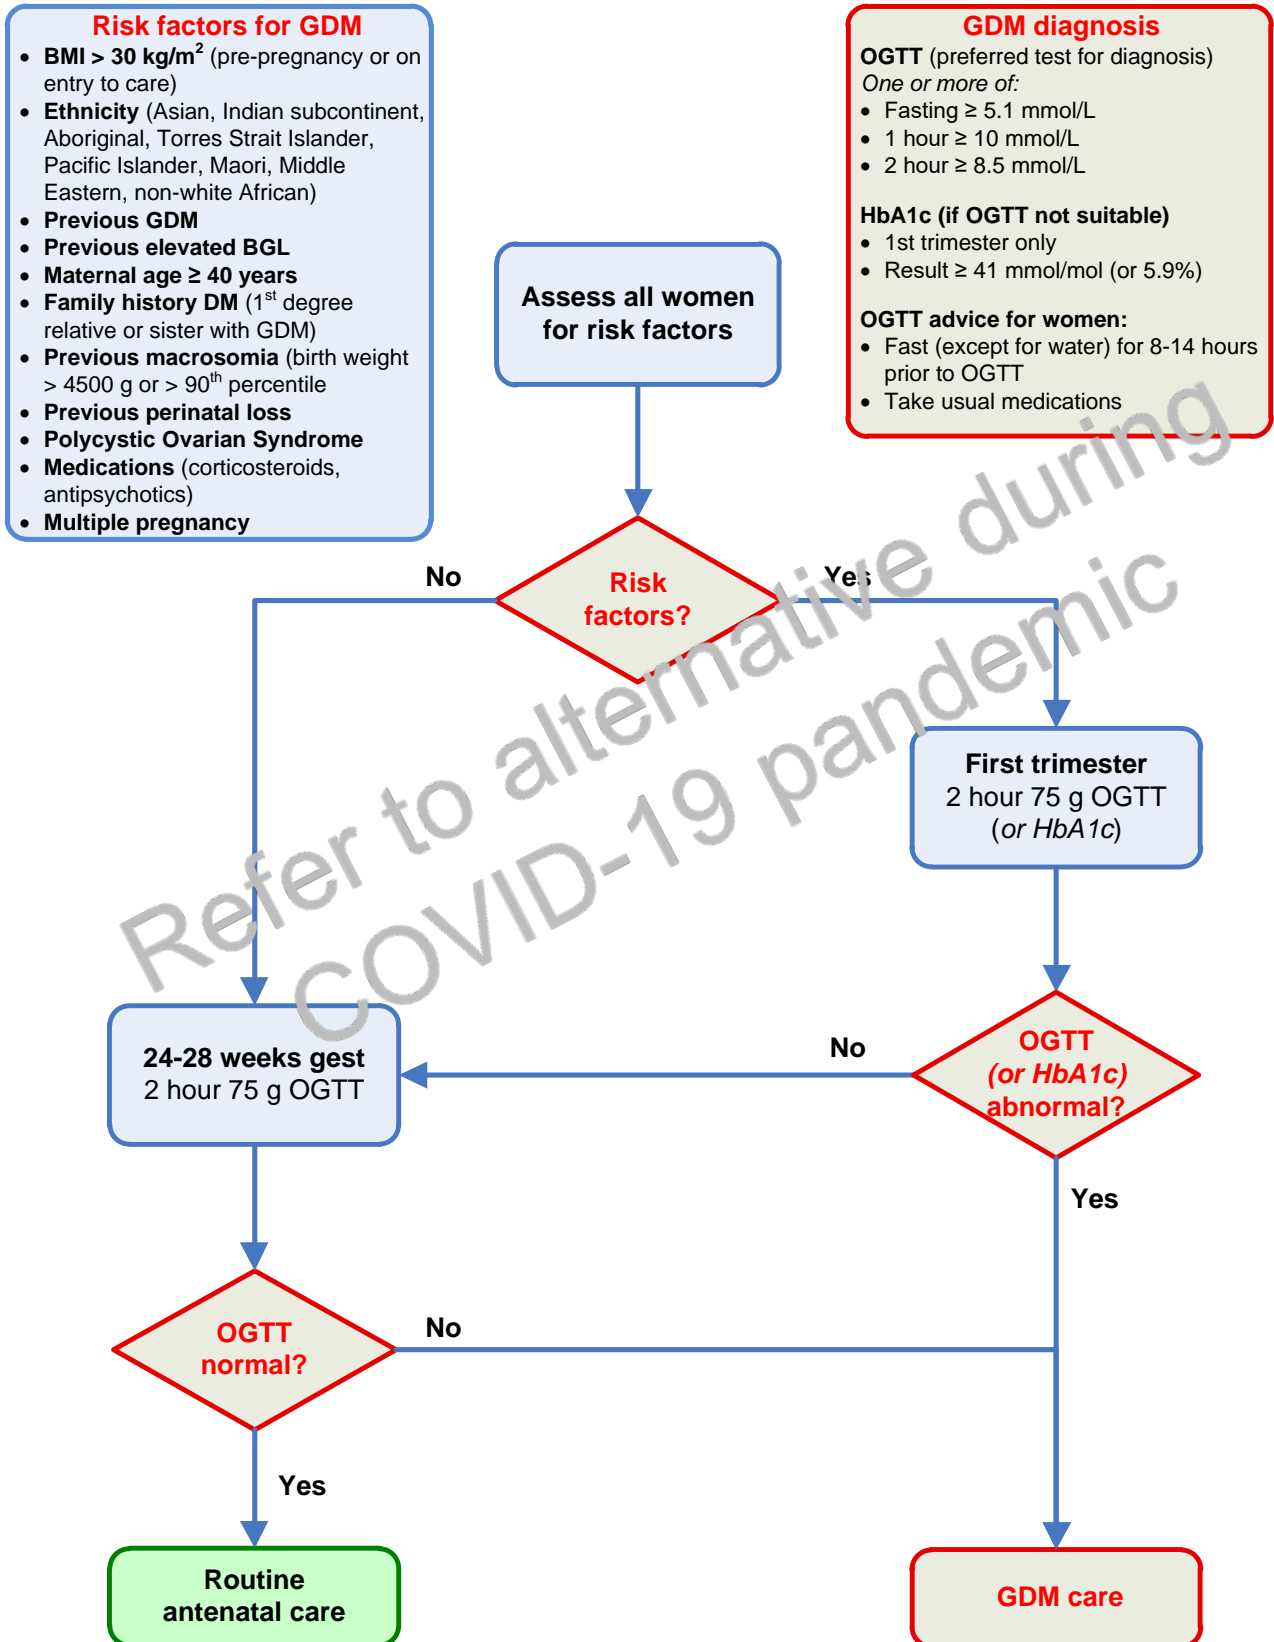 Risk factors for GDM
• BMI > 30 kg/m² (pre-pregnancy or on
entry to care)
• Ethnicity (Asian, Indian subcontinent,
Aboriginal, Torres Strait Islander,
Pacific Islander, Maori, Middle
Eastern, non-white African)
• Previous GDM
• Previous elevated BGL
• Maternal age ≥ 40 years
• Family history DM (1st degree
relative or sister with GDM)
• Previous macrosomia (birth weight
> 4500 g or > 90th percentile
• Previous perinatal loss
• Polycystic Ovarian Syndrome
• Medications (corticosteroids,
antipsychotics)
• Multiple pregnancy
GDM diagnosis
OGTT (preferred test for diagnosis)
One or more of:
• Fasting ≥ 5.1 mmol/L
• 1 hour ≥ 10 mmol/L
• 2 hour ≥ 8.5 mmol/L
HbA1c (if OGTT not suitable)
• 1st trimester only
• Result ≥ 41 mmol/mol (or 5.9%)
OGTT advice for women:
• Fast (except for water) for 8-14 hours
prior to OGTT
• Take usual medications
Assess all women
for risk factors
No
Risk
factors?
Yes
First trimester
2 hour 75 g OGTT
(or HbA1c)
Refer to alternative during
COVID-19 pandemic
24-28 weeks gest
2 hour 75 g OGTT
No
OGTT
(or HbA1c)
abnormal?
Yes
OGTT
normal?
No
Yes
Routine
antenatal care
GDM care